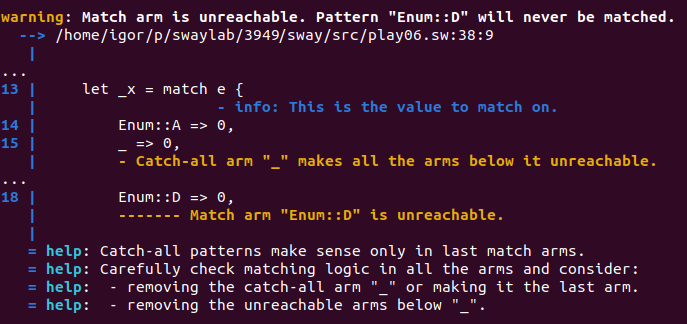 warning: Match arm is unreachable. Pattern "Enum::D" will never be matched.
  --> /home/igor/p/swaylab/3949/sway/src/play06.sw:38:9
   |
...
13 |     let _x = match e {
   |                    - info: This is the value to match on.
14 |         Enum::A => 0,
15 |         _ => 0,
   |         - Catch-all arm "_" makes all the arms below it unreachable.
...
18 |         Enum::D => 0,
   |         ------- Match arm "Enum::D" is unreachable.
   |
   = help: Catch-all patterns make sense only in last match arms.
   = help: Carefully check matching logic in all the arms and consider:
   = help:  - removing the catch-all arm "_" or making it the last arm.
   = help:  - removing the unreachable arms below "_".